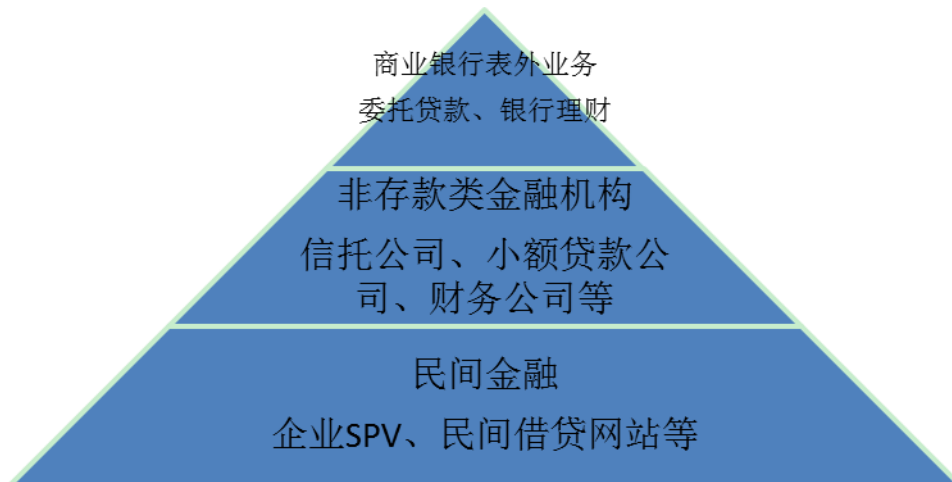 商业银行表外业务
委托贷款、银行理财
非存款类金融机构
信托公司、小额贷款公
司、财务公司等
民间金融
企业SPV、民间借贷网站等